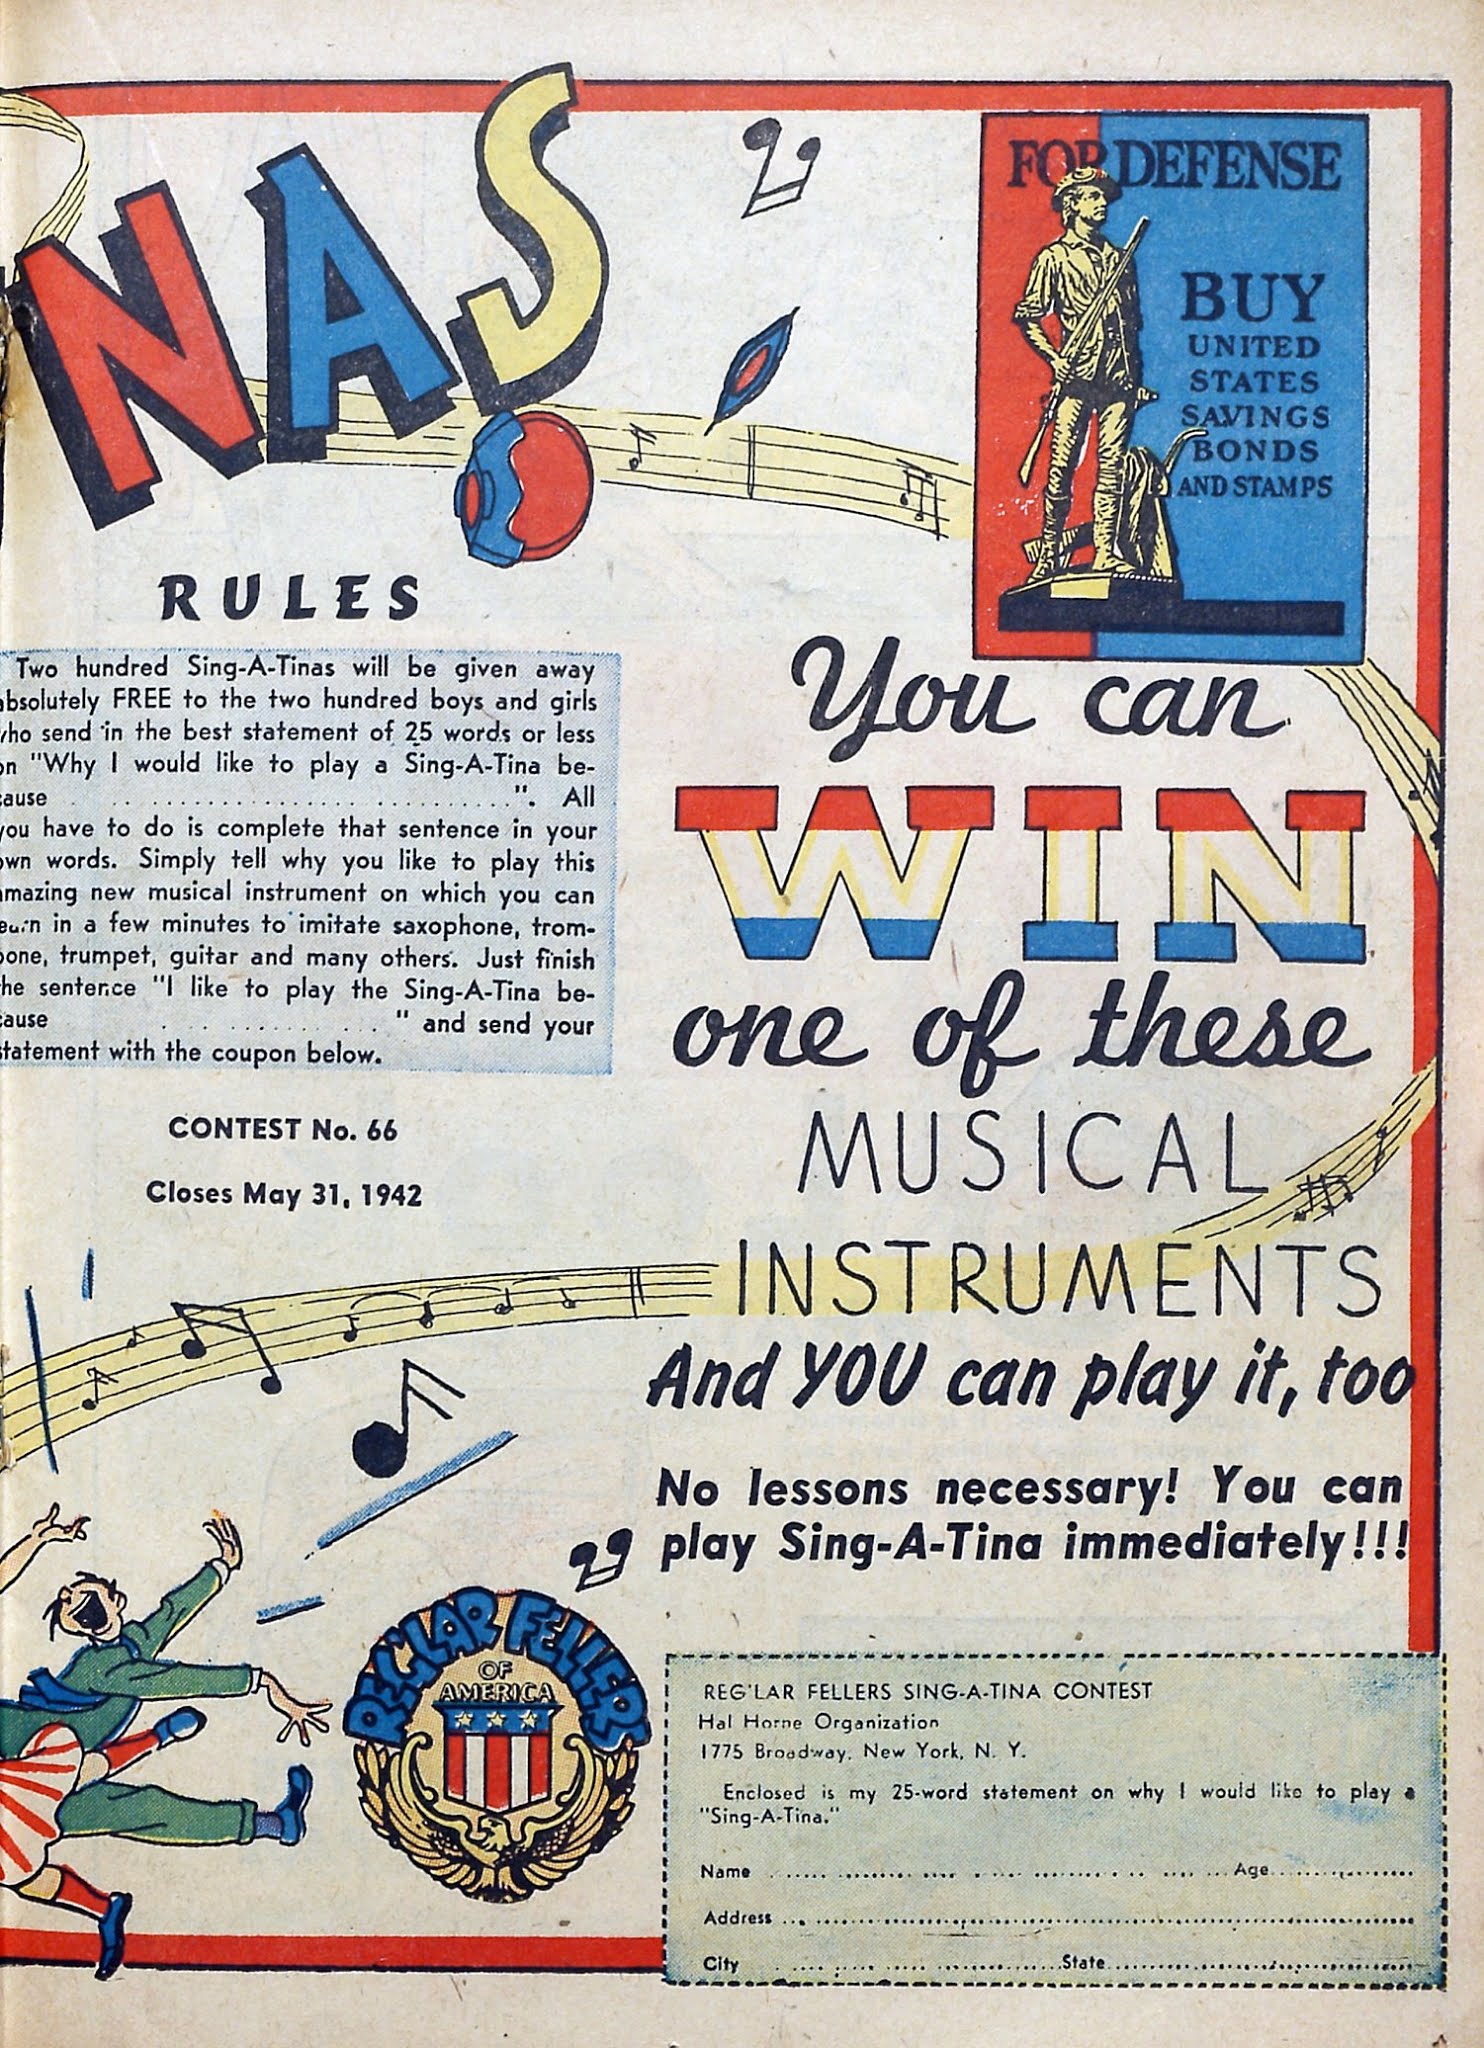 NAS
FOR DEFENSE
BUY
UNITED
STATES
SAVINGS
BONDS
AND STAMPS
RULES
Two hundred Sing-A-Tinas will be given away
absolutely FREE to the two hundred boys and girls
who send in the best statement of 25 words or less
on "Why I would like to play a Sing-A-Tina be-
cause . . . . . . . . . . . . . . . . . . . . . . . . . . . . . . ". All
you have to do is complete that sentence in your
own words. Simply tell why you like to play this
amazing new musical instrument on which you can
learn in a few minutes to imitate saxophone, trom-
bone, trumpet, guitar and many others. Just finish
the sentence "I like to play the Sing-A-Tina be-
cause . . . . . . . . . . . . . . . . " and send your
statement with the coupon below.
CONTEST No. 66
Closes May 31, 1942
You can
WIN
one of these
MUSICAL
INSTRUMENTS
And YOU can play it, too
No lessons necessary! You can
play Sing-A-Tina immediately!!!
REG'LAR FELLERS
OF
AMERICA
REG'LAR FELLERS SING-A-TINA CONTEST
Hal Horne Organization
1775 Broadway, New York, N. Y.
Enclosed is my 25-word statement on why I would like to play a
"Sing-A-Tina."
Name ........................................ Age....................
Address ............................................................
City ........................................State..............................